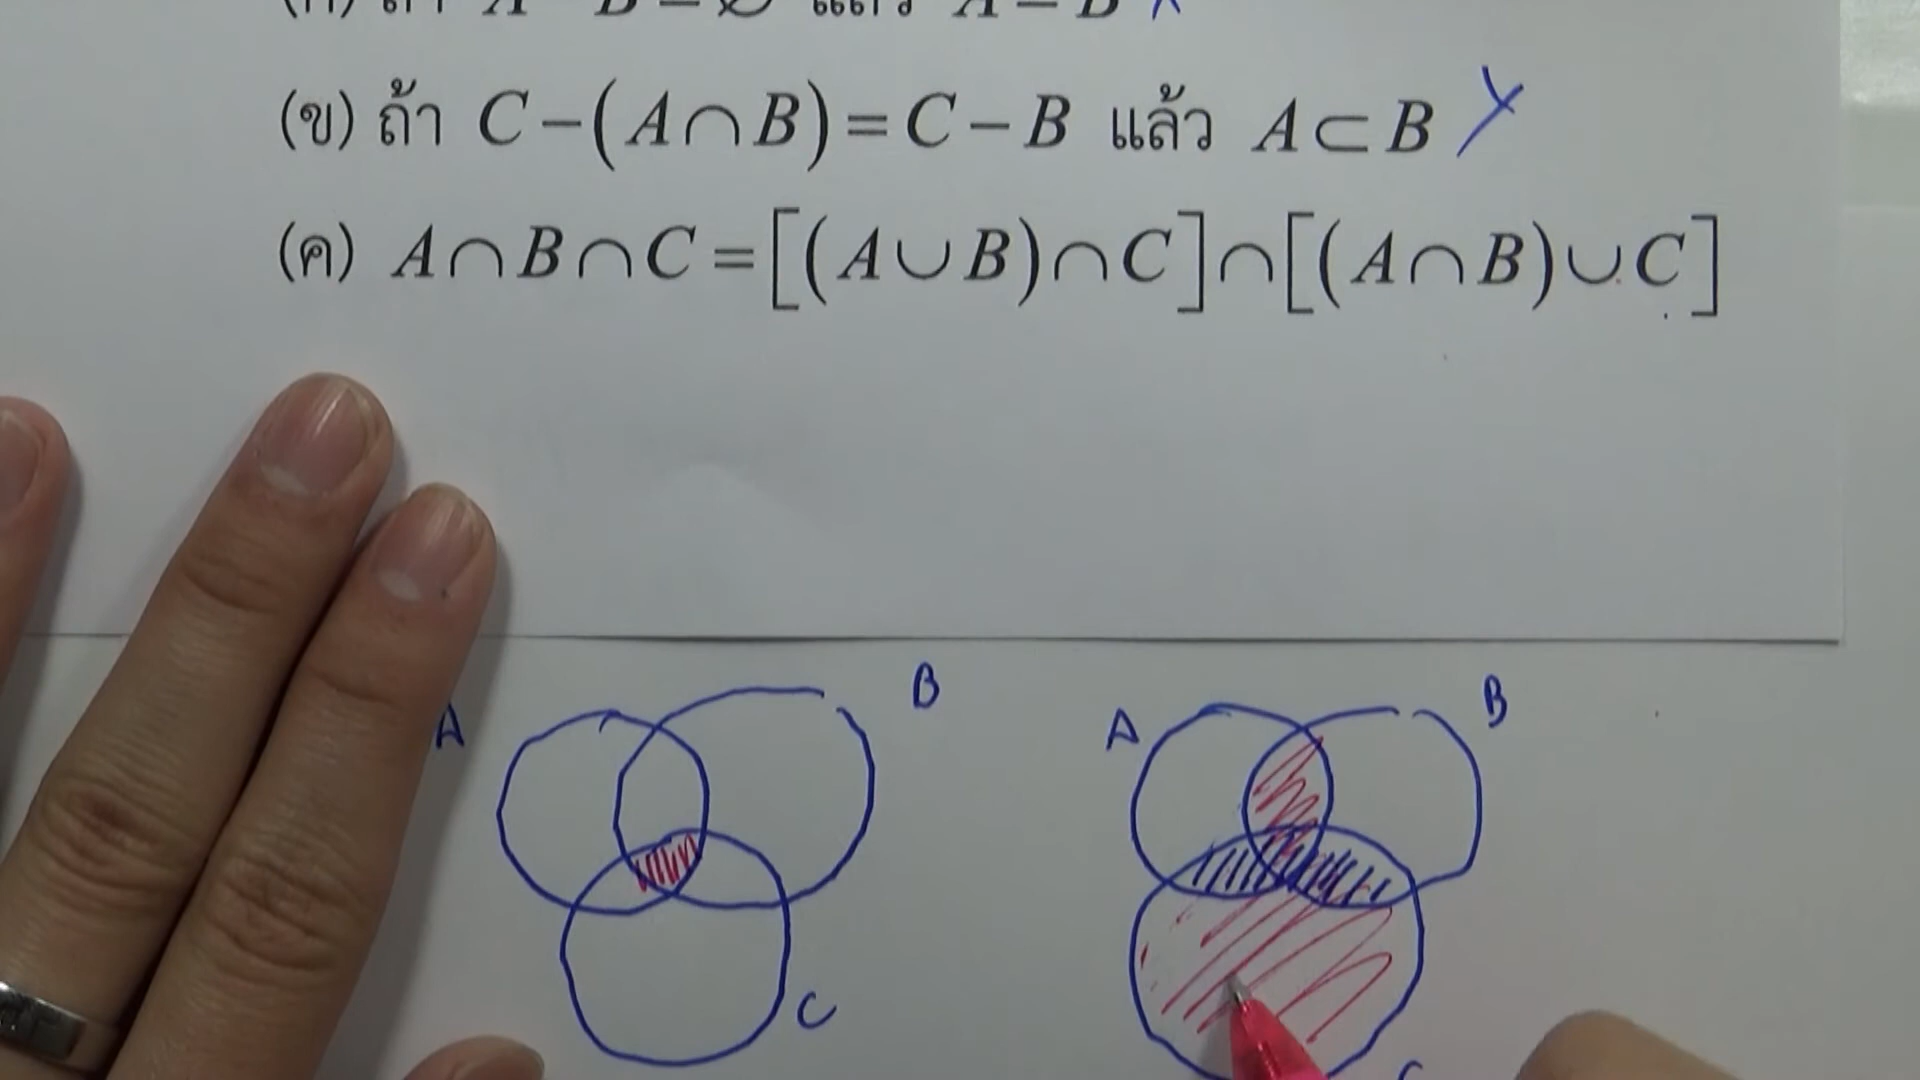 (ข) ถ้า C − (A ∩ B) = C − B แล้ว A ⊂ B
(ค) A ∩ B ∩ C = [(A ∪ B) ∩ C] ∩ [(A ∩ B) ∪ C]
A B A B
C